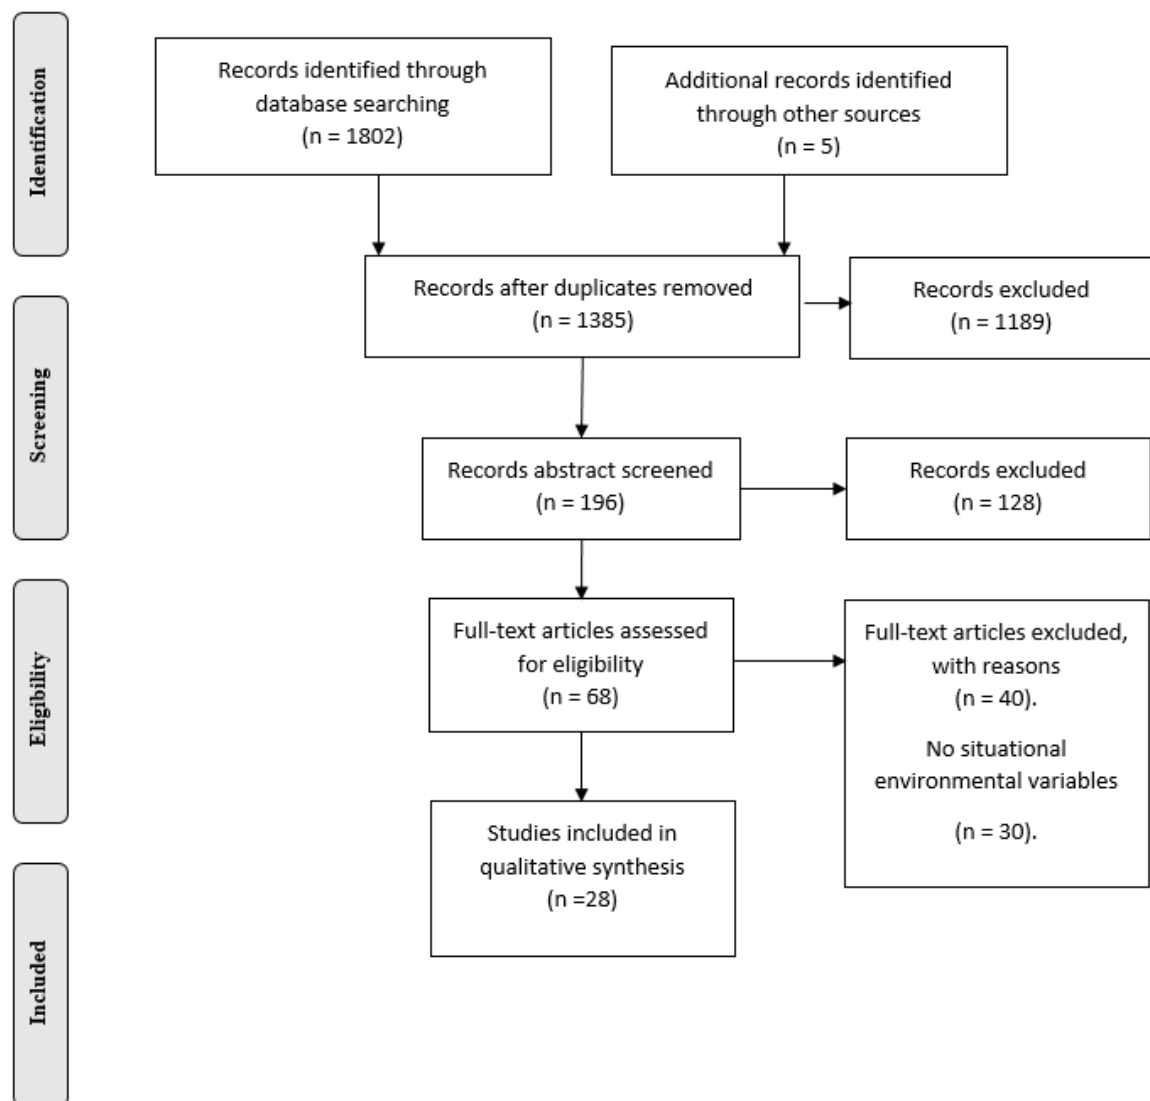 Identification
Records identified through
database searching
(n = 1802)
Additional records identified
through other sources
(n = 5)
Records after duplicates removed
(n = 1385)
Records excluded
(n = 1189)
Screening
Records abstract screened
(n = 196)
Records excluded
(n = 128)
Eligibility
Full-text articles assessed
for eligibility
(n = 68)
Full-text articles excluded,
with reasons
(n = 40).
No situational
environmental variables
(n = 30).
Studies included in
qualitative synthesis
(n =28)
Included